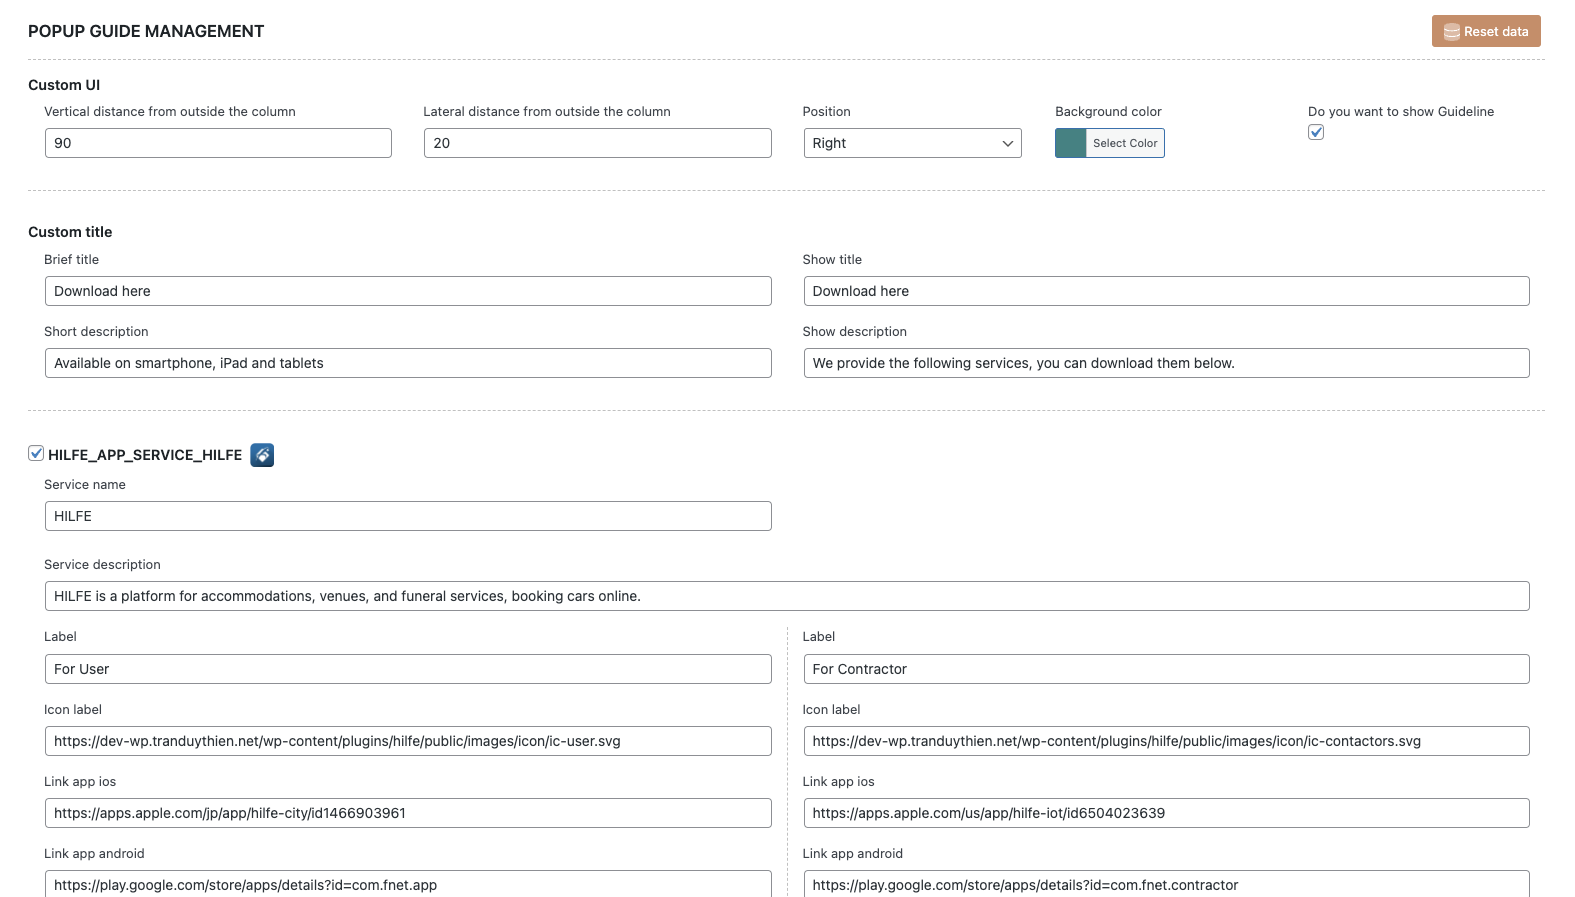 POPUP GUIDE MANAGEMENT
Reset data
Custom UI
Vertical distance from outside the column
90
Lateral distance from outside the column
20
Position
Right
Background color
Select Color
Do you want to show Guideline
Custom title
Brief title
Download here
Show title
Download here
Short description
Available on smartphone, iPad and tablets
Show description
We provide the following services, you can download them below.
HILFE_APP_SERVICE_HILFE
Service name
HILFE
Service description
HILFE is a platform for accommodations, venues, and funeral services, booking cars online.
Label
For User
Icon label
https://dev-wp.tranduythien.net/wp-content/plugins/hilfe/public/images/icon/ic-user.svg
Link app ios
https://apps.apple.com/jp/app/hilfe-city/id1466903961
Link app android
https://play.google.com/store/apps/details?id=com.fnet.app
Label
For Contractor
Icon label
https://dev-wp.tranduythien.net/wp-content/plugins/hilfe/public/images/icon/ic-contactors.svg
Link app ios
https://apps.apple.com/us/app/hilfe-iot/id6504023639
Link app android
https://play.google.com/store/apps/details?id=com.fnet.contractor